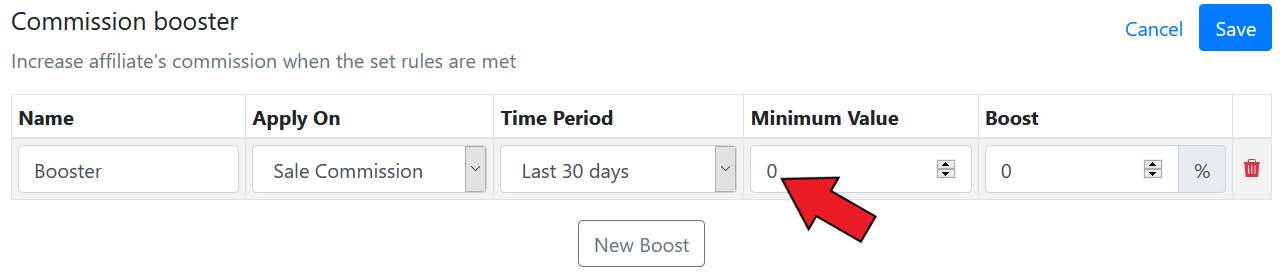 Commission booster
Cancel
Save
Increase affiliate's commission when the set rules are met
Name Apply On Time Period Minimum Value Boost
Booster Sale Commission Last 30 days 0 0 %
New Boost